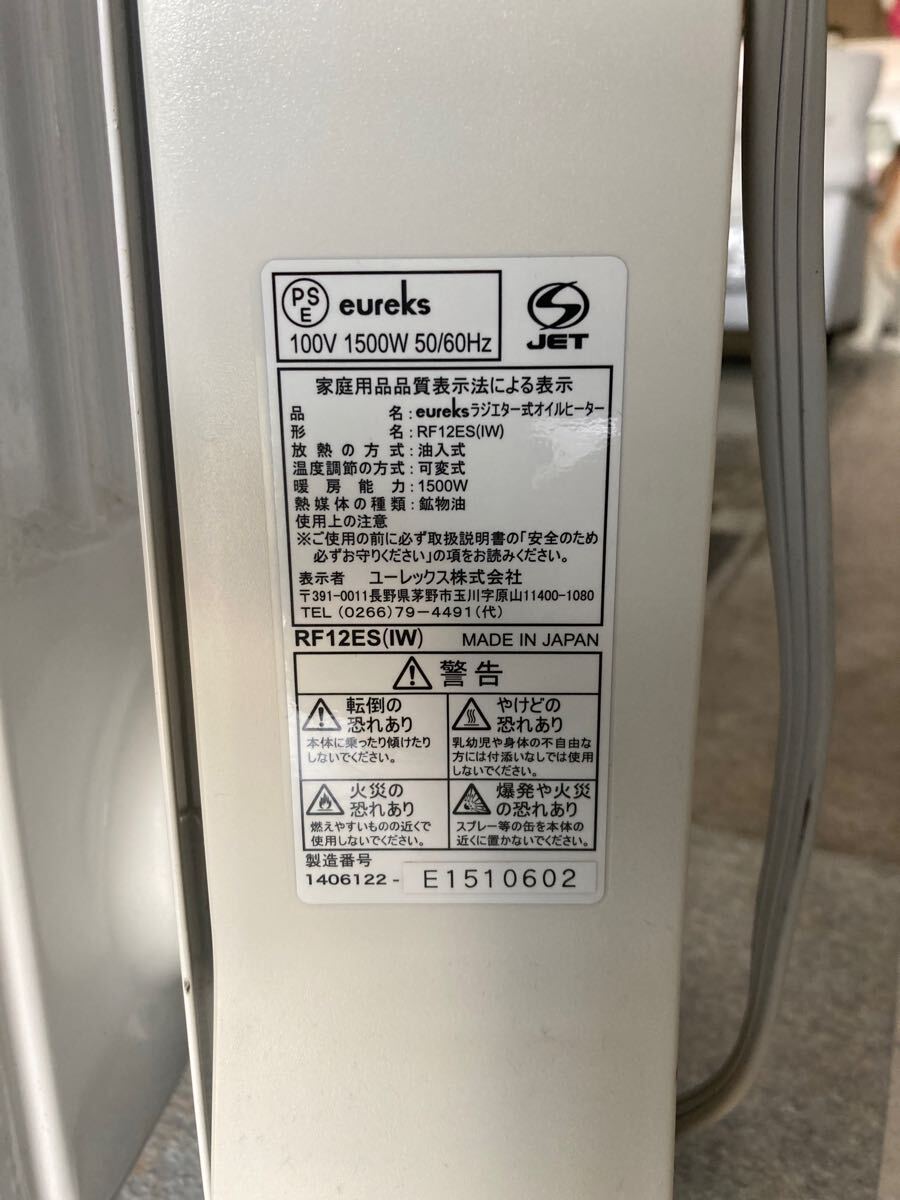 PS
E
eureks
100V 1500W 50/60Hz
JET
家庭用品品質表示法による表示
品名:eureksラジエター式オイルヒーター
形名:RF12ES(IW)
放熱の方式:油入式
温度調節の方式:可変式
暖房能力:1500W
熱媒体の種類:鉱物油
使用上の注意
※ご使用の前に必ず取扱説明書の「安全のため
必ずお守りください」の項をお読みください。
表示者 ユーレックス株式会社
〒391-0011長野県茅野市玉川字原山11400-1080
TEL (0266)79-4491(代)
RF12ES(IW) MADE IN JAPAN
警告
転倒の
恐れあり
本体に乗ったり傾けたり
しないでください。
やけどの
恐れあり
乳幼児や身体の不自由な
方には付添いなしでは使用
しないでください。
火災の
恐れあり
燃えやすいものの近くで
使用しないでください。
爆発や火災
の恐れあり
スプレー等の缶を本体の
近くに置かないでください。
製造番号
1406122- E1510602